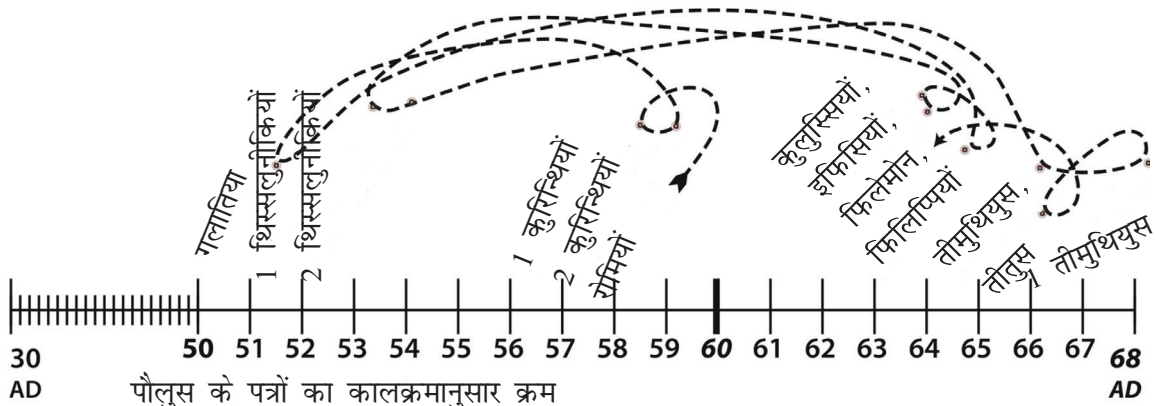 गलातिया
1 थिस्सलुनीकियों
2 थिस्सलुनीकियों
1 कुरिन्थियों
2 कुरिन्थियों
रोमियों
कुलुस्सियों,
इफिसियों,
फिलेमोन,
फिलिप्पियों
तीमुथियुस,
तीतुस
1 तीमुथियुस
30 50 51 52 53 54 55 56 57 58 59 60 61 62 63 64 65 66 67 68
AD AD
पौलुस के पत्रों का कालक्रमानुसार क्रम